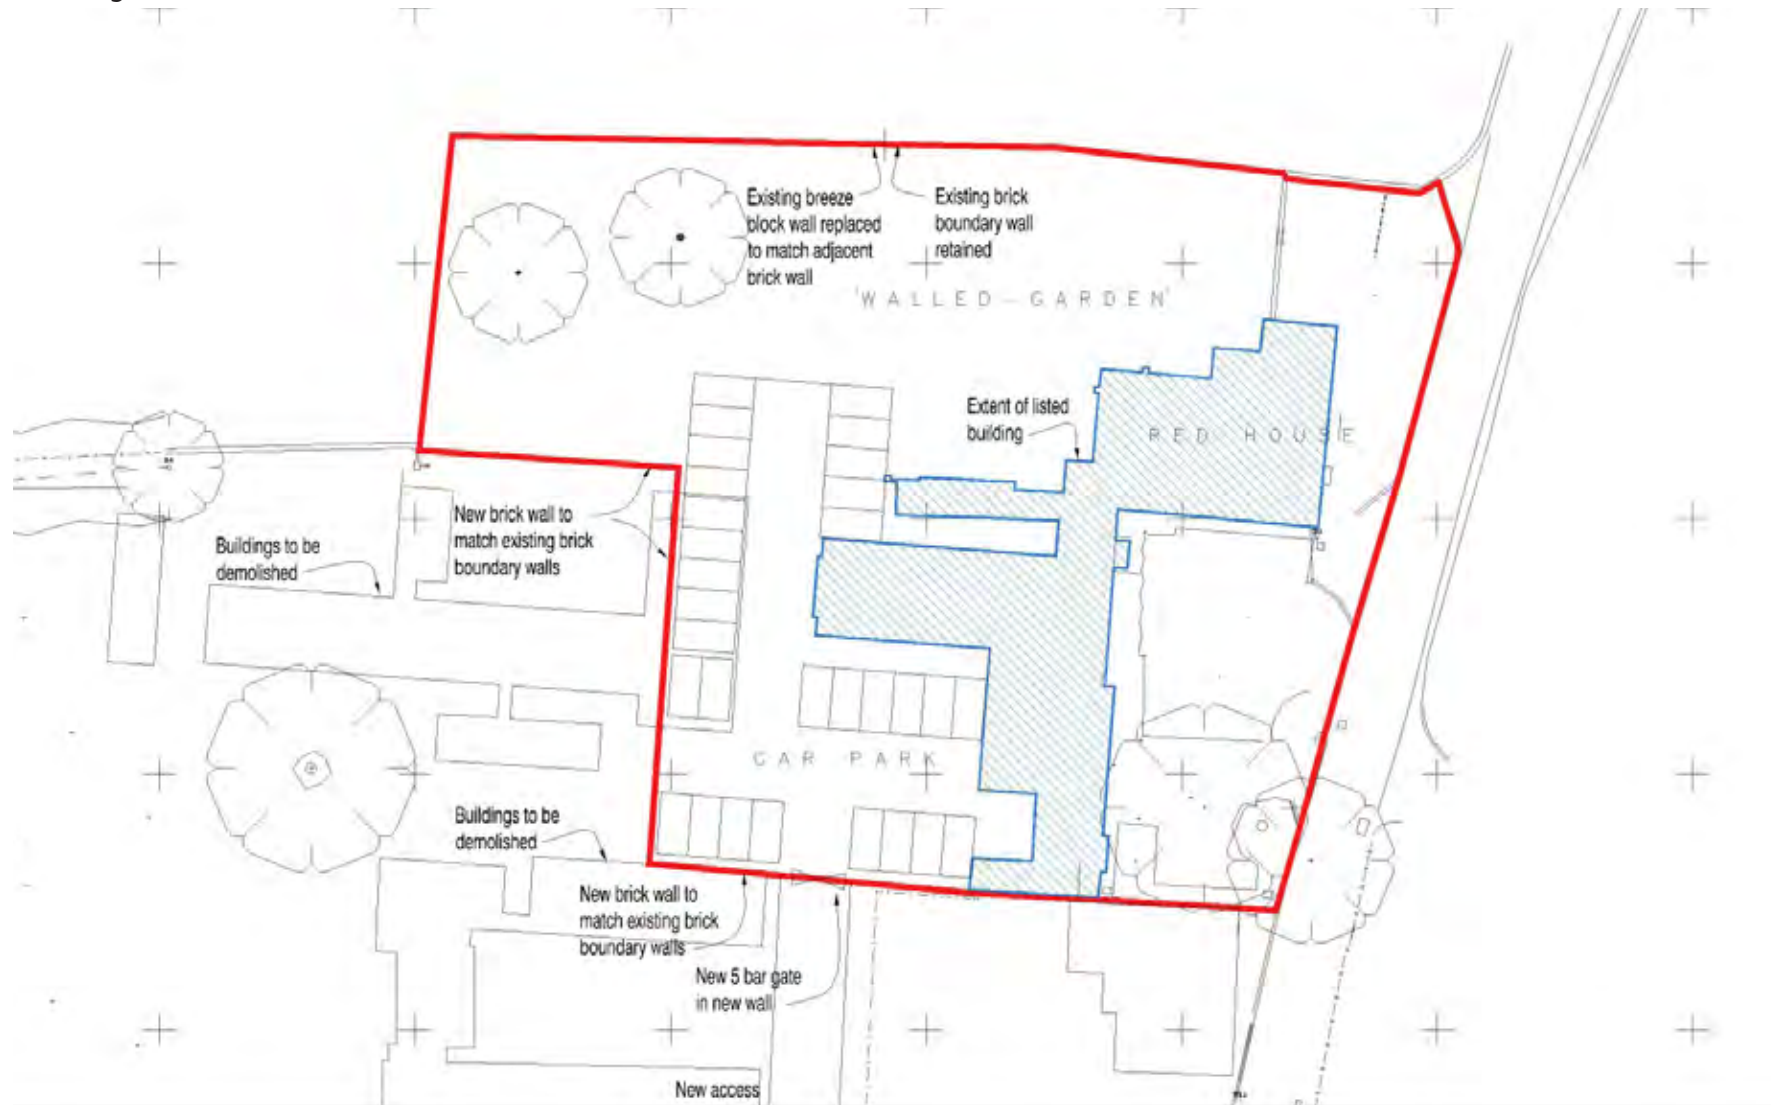 Existing breeze
block wall replaced
to match adjacent
brick wall
Existing brick
boundary wall
retained
'WALLED-GARDEN'
Extent of listed
building
RED HOUSE
New brick wall to
match existing brick
boundary walls
Buildings to be
demolished
CAR PARK
Buildings to be
demolished
New brick wall to
match existing brick
boundary walls
New 5 bar gate
in new wall
New access